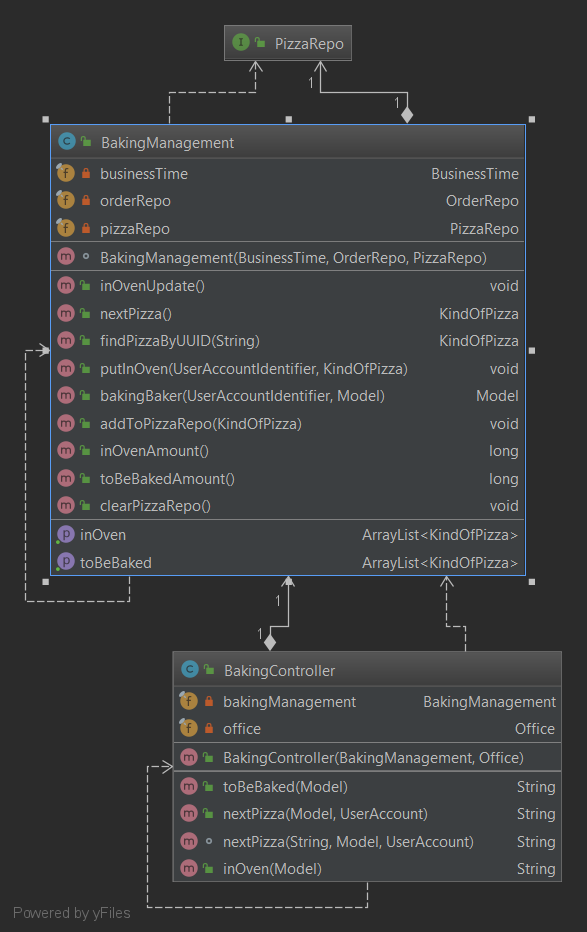 I PizzaRepo
1
1
C BakingManagement
f businessTime BusinessTime
f orderRepo OrderRepo
f pizzaRepo PizzaRepo
m BakingManagement(BusinessTime, OrderRepo, PizzaRepo)
m inOvenUpdate() void
m nextPizza() KindOfPizza
m findPizzaByUUID(String) KindOfPizza
m putInOven(UserAccountIdentifier, KindOfPizza) void
m bakingBaker(UserAccountIdentifier, Model) Model
m addToPizzaRepo(KindOfPizza) void
m inOvenAmount() long
m toBeBakedAmount() long
m clearPizzaRepo() void
p inOven ArrayList<KindOfPizza>
p toBeBaked ArrayList<KindOfPizza>
1
1
C BakingController
f bakingManagement BakingManagement
f office Office
m BakingController(BakingManagement, Office)
m toBeBaked(Model) String
m nextPizza(Model, UserAccount) String
m nextPizza(String, Model, UserAccount) String
m inOven(Model) String
Powered by yFiles